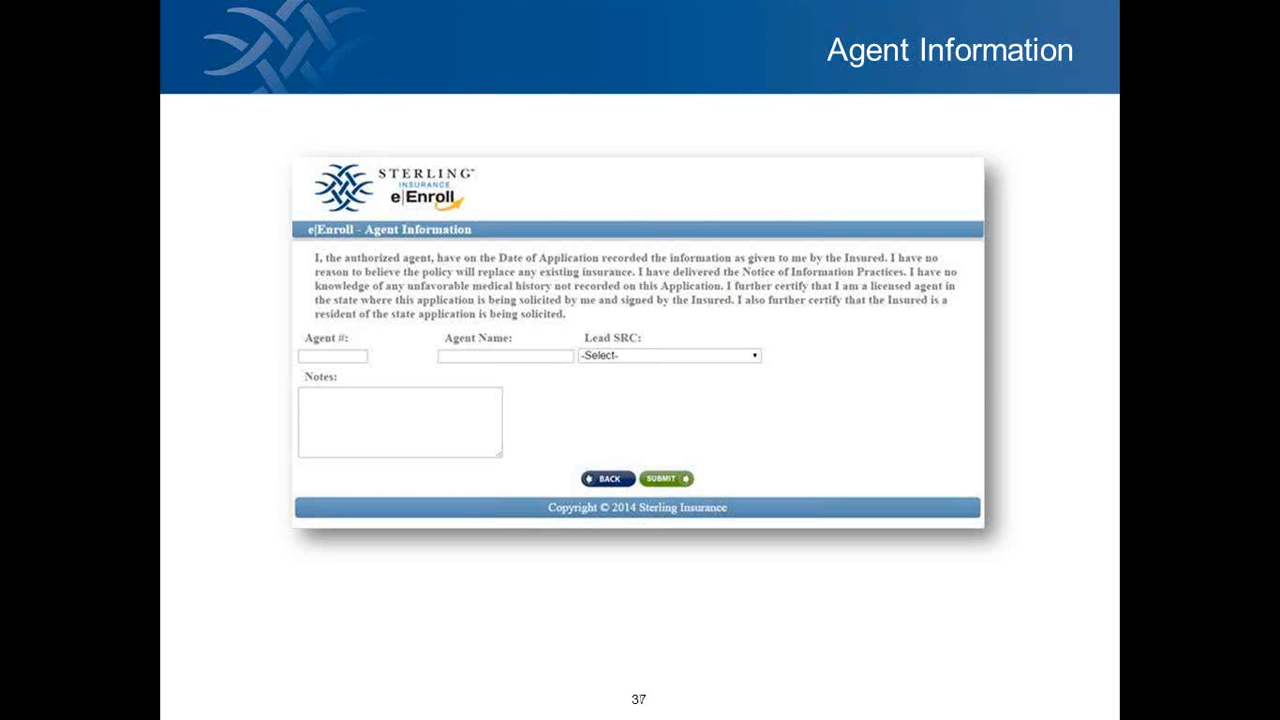 Agent Information
STERLING
INSURANCE
e|Enroll
e|Enroll - Agent Information
I, the authorized agent, have on the Date of Application recorded the information as given to me by the Insured. I have no
reason to believe the policy will replace any existing insurance. I have delivered the Notice of Information Practices. I have no
knowledge of any unfavorable medical history not recorded on this Application. I further certify that I am a licensed agent in
the state where this application is being solicited by me and signed by the Insured. I also further certify that the Insured is a
resident of the state application is being solicited.
Agent #: Agent Name: Lead SRC:
-Select-
Notes:
BACK SUBMIT
Copyright © 2014 Sterling Insurance
37